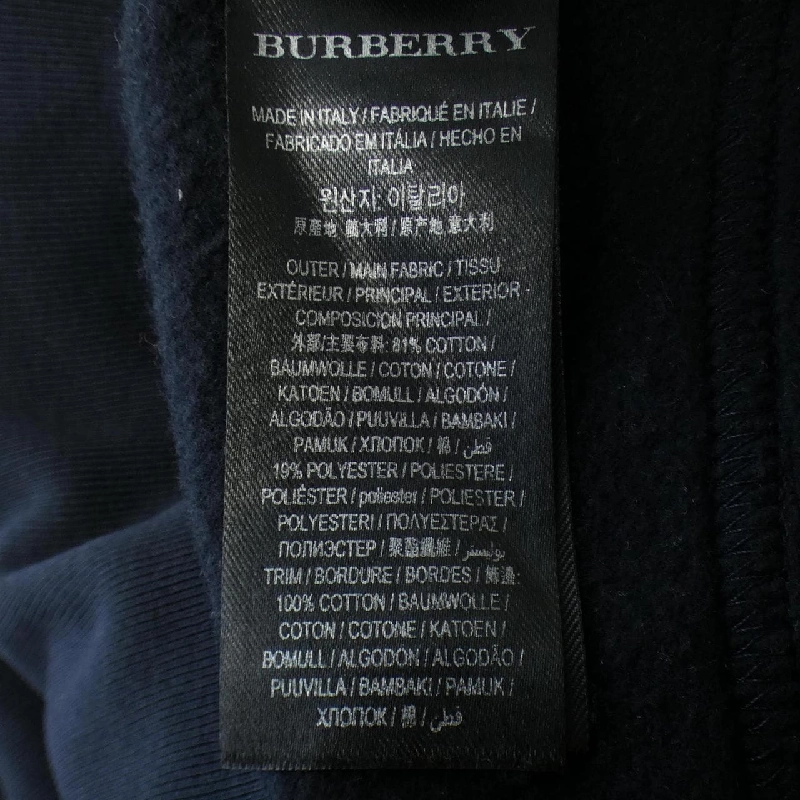 BURBERRY
MADE IN ITALY / FABRIQUÉ EN ITALIE /
FABRICADO EM ITÁLIA / HECHO EN
ITALIA
원산지: 이탈리아
原產地: 義大利 / 原产地: 意大利
OUTER / MAIN FABRIC / TISSU
EXTÉRIEUR / PRINCIPAL / EXTERIOR -
COMPOSICION PRINCIPAL /
外部/主要布料: 81% COTTON /
BAUMWOLLE / COTON / COTONE /
KATOEN / BOMULL / ALGODÓN /
ALGODÃO / PUUVILLA / BAMBAKI /
PAMUK / ХЛОПОК / 棉 / قطن
19% POLYESTER / POLIESTERE /
POLIÉSTER / poliester / POLIESTER /
POLYESTERI / ΠΟΛΥΕΣΤΕΡΑΣ /
ПОЛИЭСТЕР / 聚酯纖維 / بوليستر
TRIM / BORDURE / BORDES / 飾邊:
100% COTTON / BAUMWOLLE /
COTON / COTONE / KATOEN /
BOMULL / ALGODÓN / ALGODÃO /
PUUVILLA / BAMBAKI / PAMUK /
ХЛОПОК / 棉 / قطن